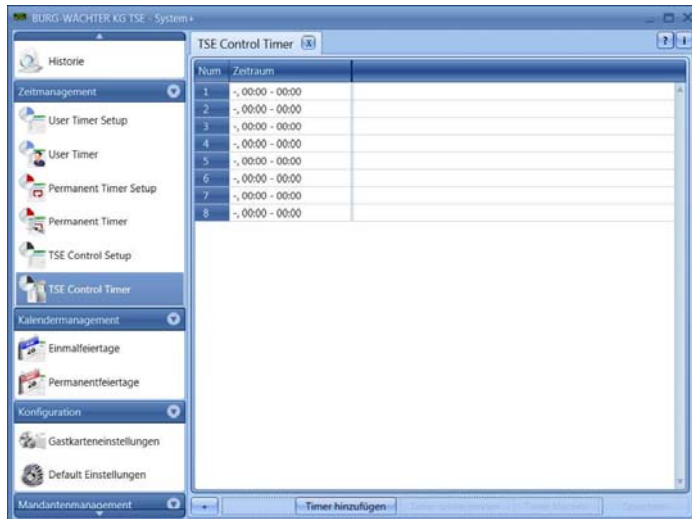 BURG-WÄCHTER KG TSE - System+
Historie
Zeitmanagement
User Timer Setup
User Timer
Permanent Timer Setup
Permanent Timer
TSE Control Setup
TSE Control Timer
Kalendermanagement
Einmalfeiertage
Permanentfeiertage
Konfiguration
Gastkarteneinstellungen
Default Einstellungen
Mandantenmanagement
TSE Control Timer X
? i
Num Zeitraum
1 -, 00:00 - 00:00
2 -, 00:00 - 00:00
3 -, 00:00 - 00:00
4 -, 00:00 - 00:00
5 -, 00:00 - 00:00
6 -, 00:00 - 00:00
7 -, 00:00 - 00:00
8 -, 00:00 - 00:00
Timer hinzufügen